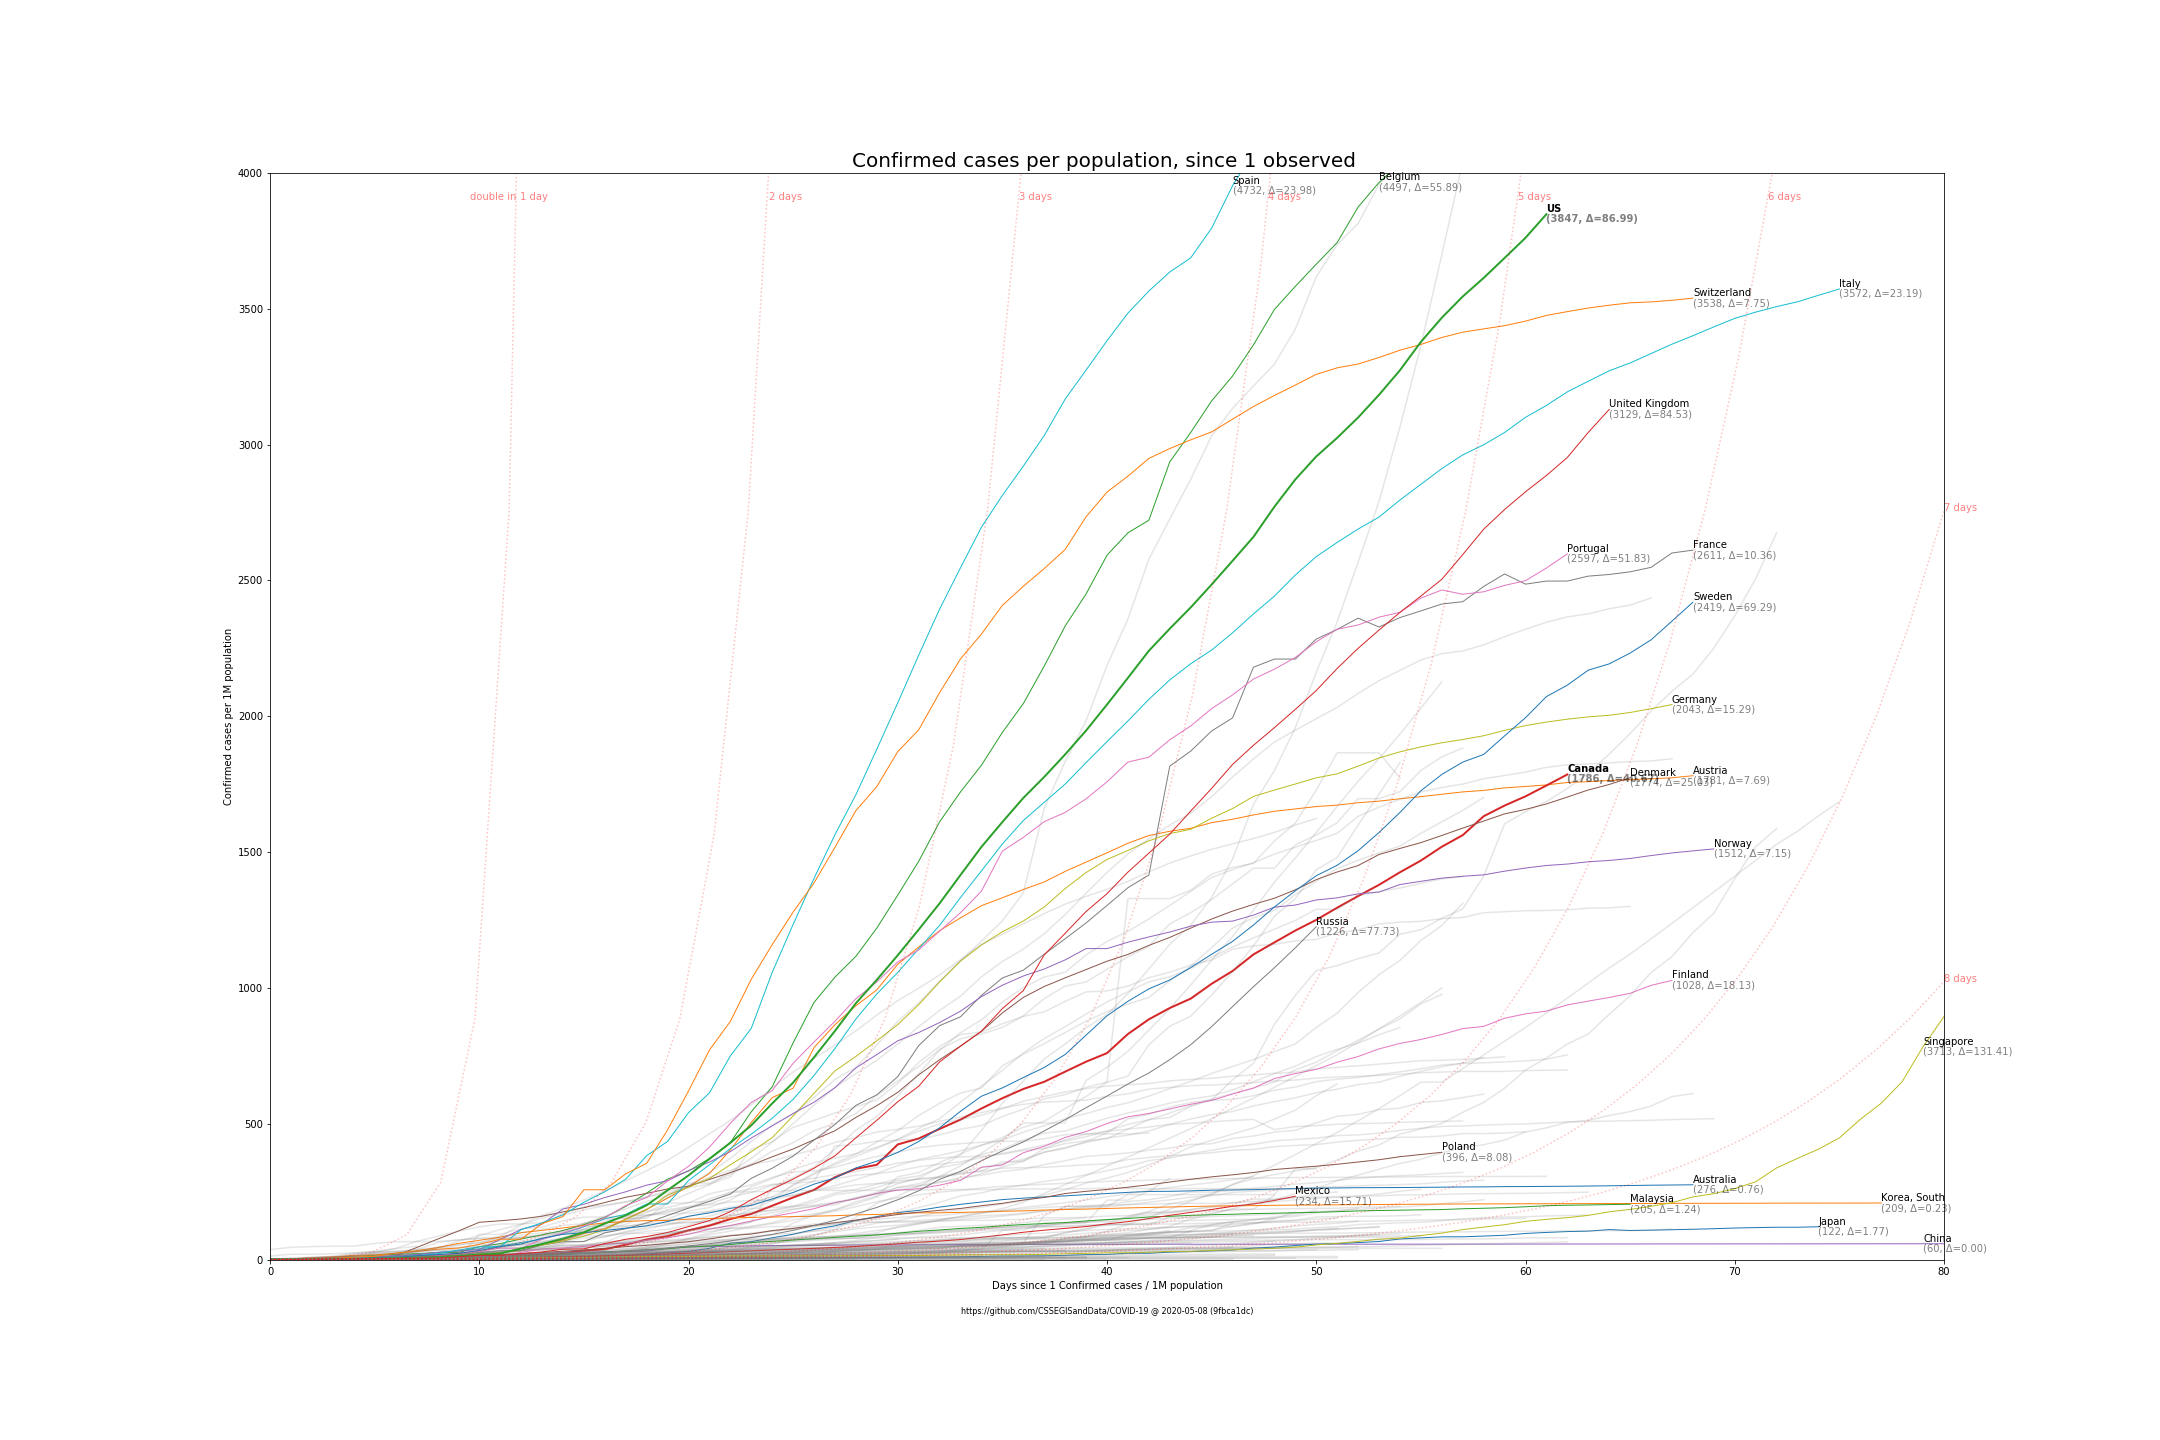 Confirmed cases per population, since 1 observed
4000
3500
3000
2500
2000
1500
1000
500
0
Confirmed cases per 1M population
double in 1 day
2 days
3 days
4 days
5 days
6 days
7 days
8 days
Spain
(4732, Δ=23.98)
Belgium
(4497, Δ=55.89)
US
(3847, Δ=86.99)
Switzerland
(3538, Δ=7.75)
Italy
(3572, Δ=23.19)
United Kingdom
(3129, Δ=84.53)
Portugal
(2597, Δ=51.83)
France
(2611, Δ=10.36)
Sweden
(2419, Δ=69.29)
Germany
(2043, Δ=15.29)
Canada
(1786,
Denmark
(1774, Δ=25.03)
Austria
(1781, Δ=7.69)
Norway
(1512, Δ=7.15)
Russia
(1226, Δ=77.73)
Finland
(1028, Δ=18.13)
Singapore
(3713, Δ=131.41)
Poland
(396, Δ=8.08)
Australia
(276, Δ=0.76)
Mexico
(234, Δ=15.71)
Malaysia
(205, Δ=1.24)
Korea, South
(209, Δ=0.23)
Japan
(122, Δ=1.77)
China
(60, Δ=0.00)
0 10 20 30 40 50 60 70 80
Days since 1 Confirmed cases / 1M population
https://github.com/CSSEGISandData/COVID-19 @ 2020-05-08 (9fbca1dc)